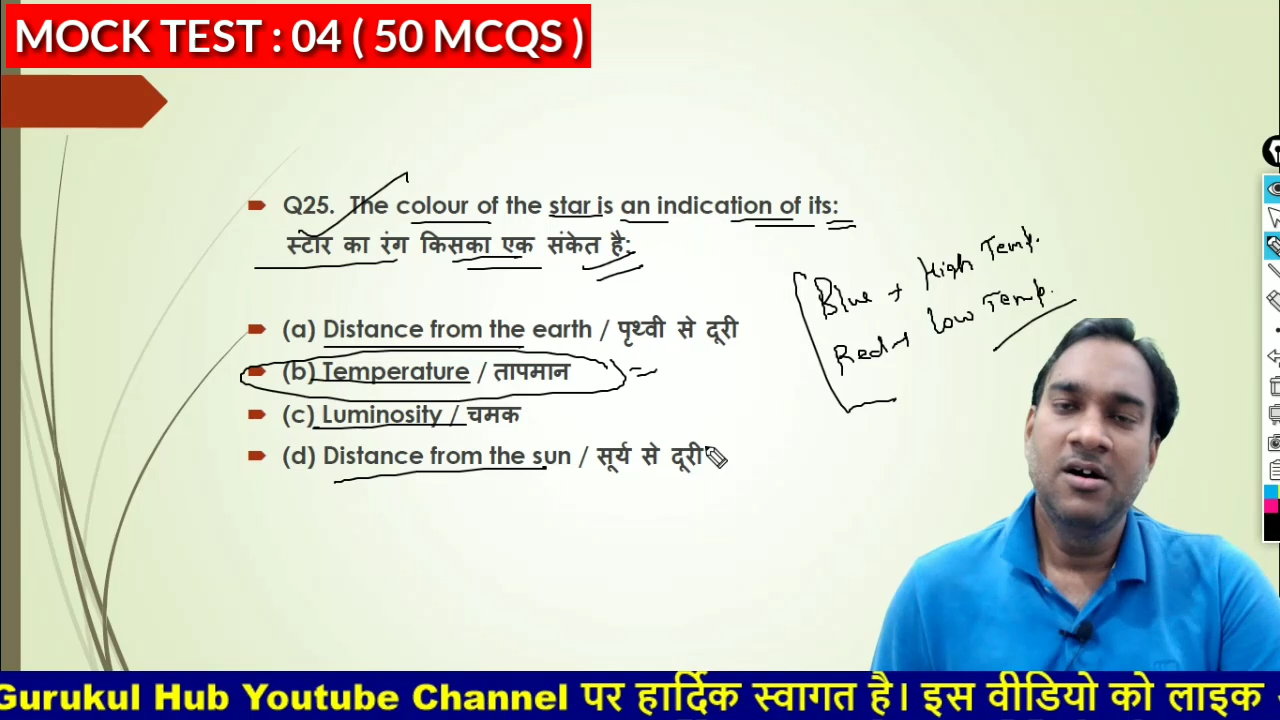 MOCK TEST : 04 ( 50 MCQS )
Q25. The colour of the star is an indication of its:
स्टार का रंग किसका एक संकेत है:
Blue → High Temp.
Red → Low Temp.
(a) Distance from the earth / पृथ्वी से दूरी
(b) Temperature / तापमान
(c) Luminosity / चमक
(d) Distance from the sun / सूर्य से दूरी
Gurukul Hub Youtube Channel पर हार्दिक स्वागत है। इस वीडियो को लाइक